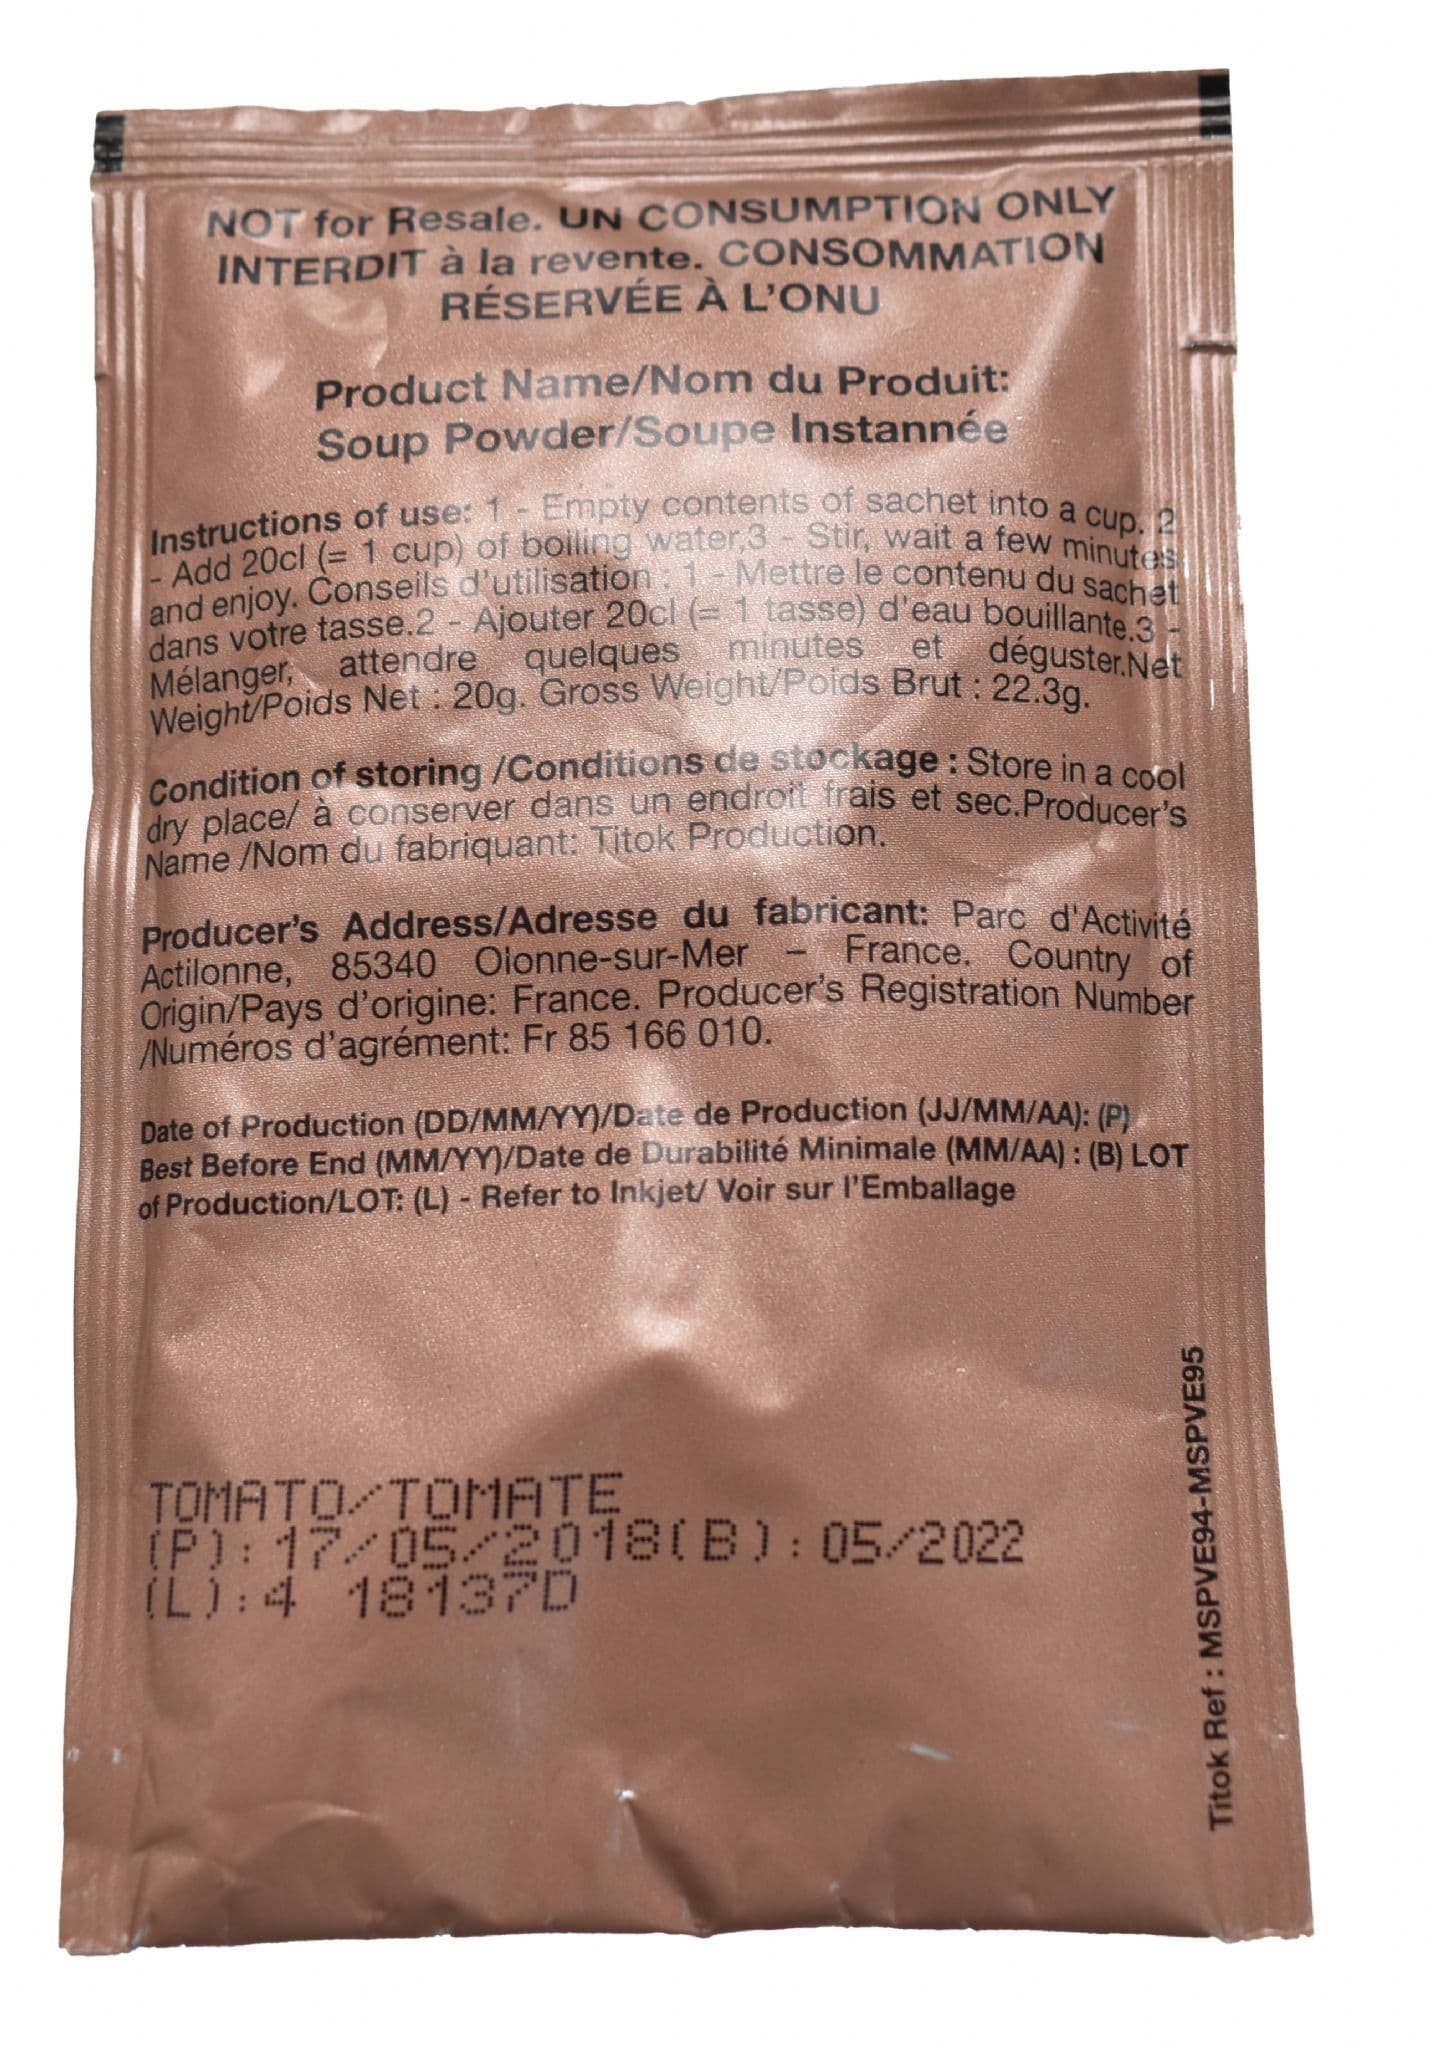 NOT for Resale. UN CONSUMPTION ONLY
INTERDIT à la revente. CONSOMMATION
RÉSERVÉE À L'ONU
Product Name/Nom du Produit:
Soup Powder/Soupe Instannée
Instructions of use: 1 - Empty contents of sachet into a cup. 2
- Add 20cl (= 1 cup) of boiling water,3 - Stir, wait a few minutes
and enjoy. Conseils d'utilisation : 1 - Mettre le contenu du sachet
dans votre tasse.2 - Ajouter 20cl (= 1 tasse) d'eau bouillante.3 -
Mélanger, attendre quelques minutes et déguster.Net
Weight/Poids Net : 20g. Gross Weight/Poids Brut : 22.3g.
Condition of storing /Conditions de stockage : Store in a cool
dry place/ à conserver dans un endroit frais et sec.Producer's
Name /Nom du fabriquant: Titok Production.
Producer's Address/Adresse du fabricant: Parc d'Activité
Actilonne, 85340 Olonne-sur-Mer – France. Country of
Origin/Pays d'origine: France. Producer's Registration Number
/Numéros d'agrément: Fr 85 166 010.
Date of Production (DD/MM/YY)/Date de Production (JJ/MM/AA): (P)
Best Before End (MM/YY)/Date de Durabilité Minimale (MM/AA) : (B) LOT
of Production/LOT: (L) - Refer to Inkjet/ Voir sur l'Emballage
TOMATO/TOMATE
(P):17/05/2018(B):05/2022
(L):4 18137D
Titok Ref : MSPVE94-MSPVE95